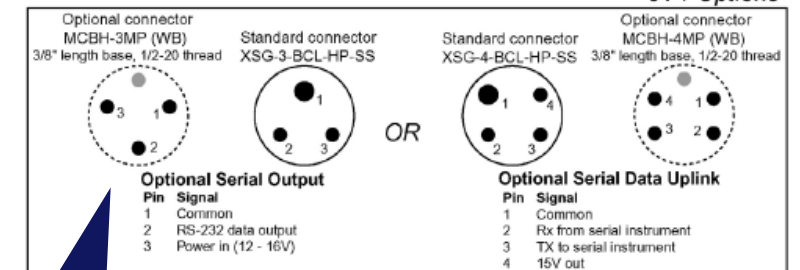 Optional connector
MCBH-3MP (WB)
3/8" length base, 1/2-20 thread
Standard connector
XSG-3-BCL-HP-SS
3
1
2
1
2
3
OR
Standard connector
XSG-4-BCL-HP-SS
Optional connector
MCBH-4MP (WB)
3/8" length base, 1/2-20 thread
1
4
2
3
4
1
3
2
Optional Serial Output
Pin Signal
1 Common
2 RS-232 data output
3 Power in (12 - 16V)
Optional Serial Data Uplink
Pin Signal
1 Common
2 Rx from serial instrument
3 TX to serial instrument
4 15V out